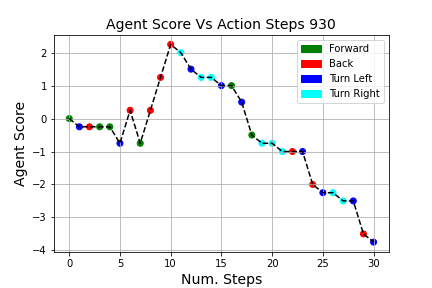 Agent Score Vs Action Steps 930
Forward
Back
Turn Left
Turn Right
Agent Score
2
1
0
−1
−2
−3
−4
0 5 10 15 20 25 30
Num. Steps